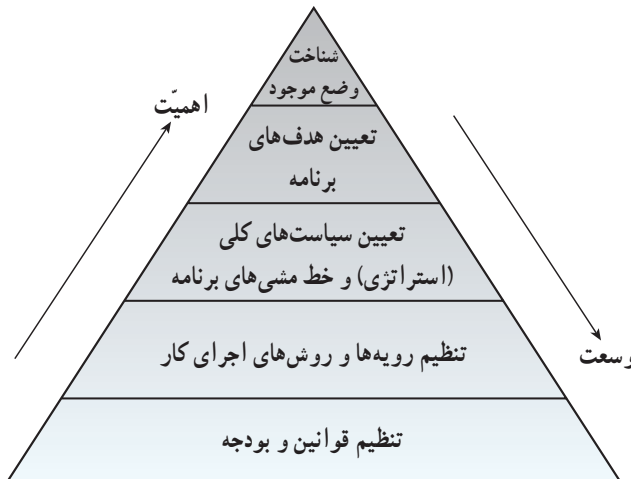 شناخت
وضع موجود
اهمیّت
تعیین هدف‌های
برنامه
تعیین سیاست‌های کلی
(استراتژی) و خط مشی‌های برنامه
تنظیم رویه‌ها و روش‌های اجرای کار
وسعت
تنظیم قوانین و بودجه